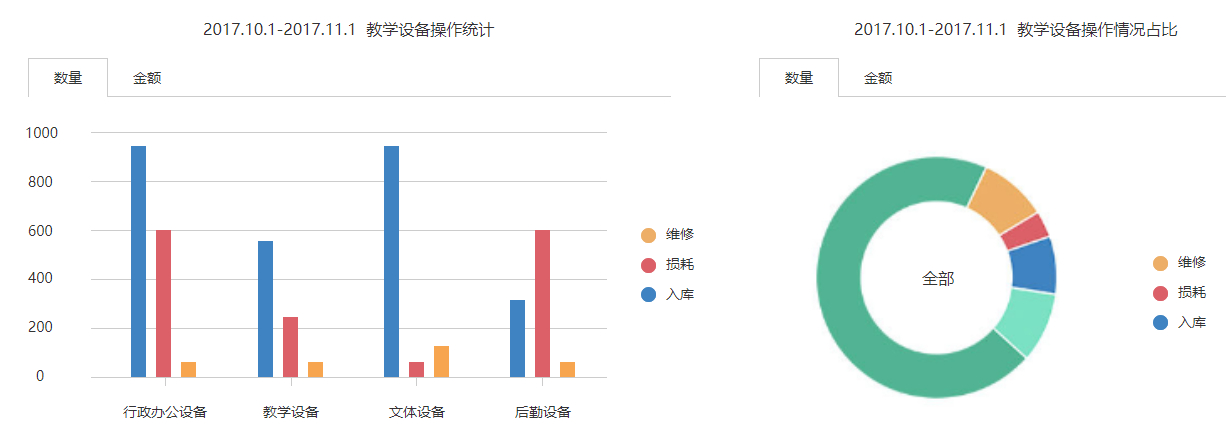 2017.10.1-2017.11.1 教学设备操作统计
数量 金额
1000
800
600
400
200
0
行政办公设备 教学设备 文体设备 后勤设备
维修
损耗
入库
2017.10.1-2017.11.1 教学设备操作情况占比
数量 金额
全部
维修
损耗
入库